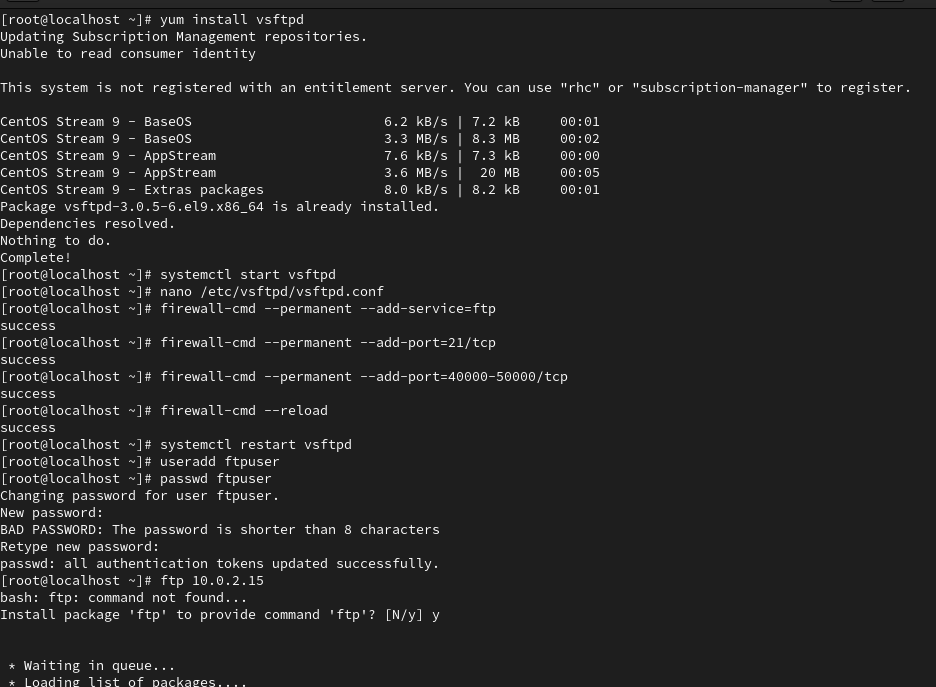 [root@localhost ~]# yum install vsftpd
Updating Subscription Management repositories.
Unable to read consumer identity
This system is not registered with an entitlement server. You can use "rhc" or "subscription-manager" to register.
CentOS Stream 9 - BaseOS 6.2 kB/s | 7.2 kB 00:01
CentOS Stream 9 - BaseOS 3.3 MB/s | 8.3 MB 00:02
CentOS Stream 9 - AppStream 7.6 kB/s | 7.3 kB 00:00
CentOS Stream 9 - AppStream 3.6 MB/s | 20 MB 00:05
CentOS Stream 9 - Extras packages 8.0 kB/s | 8.2 kB 00:01
Package vsftpd-3.0.5-6.el9.x86_64 is already installed.
Dependencies resolved.
Nothing to do.
Complete!
[root@localhost ~]# systemctl start vsftpd
[root@localhost ~]# nano /etc/vsftpd/vsftpd.conf
[root@localhost ~]# firewall-cmd --permanent --add-service=ftp
success
[root@localhost ~]# firewall-cmd --permanent --add-port=21/tcp
success
[root@localhost ~]# firewall-cmd --permanent --add-port=40000-50000/tcp
success
[root@localhost ~]# firewall-cmd --reload
success
[root@localhost ~]# systemctl restart vsftpd
[root@localhost ~]# useradd ftpuser
[root@localhost ~]# passwd ftpuser
Changing password for user ftpuser.
New password:
BAD PASSWORD: The password is shorter than 8 characters
Retype new password:
passwd: all authentication tokens updated successfully.
[root@localhost ~]# ftp 10.0.2.15
bash: ftp: command not found...
Install package 'ftp' to provide command 'ftp'? [N/y] y
* Waiting in queue...
* Loading list of packages....